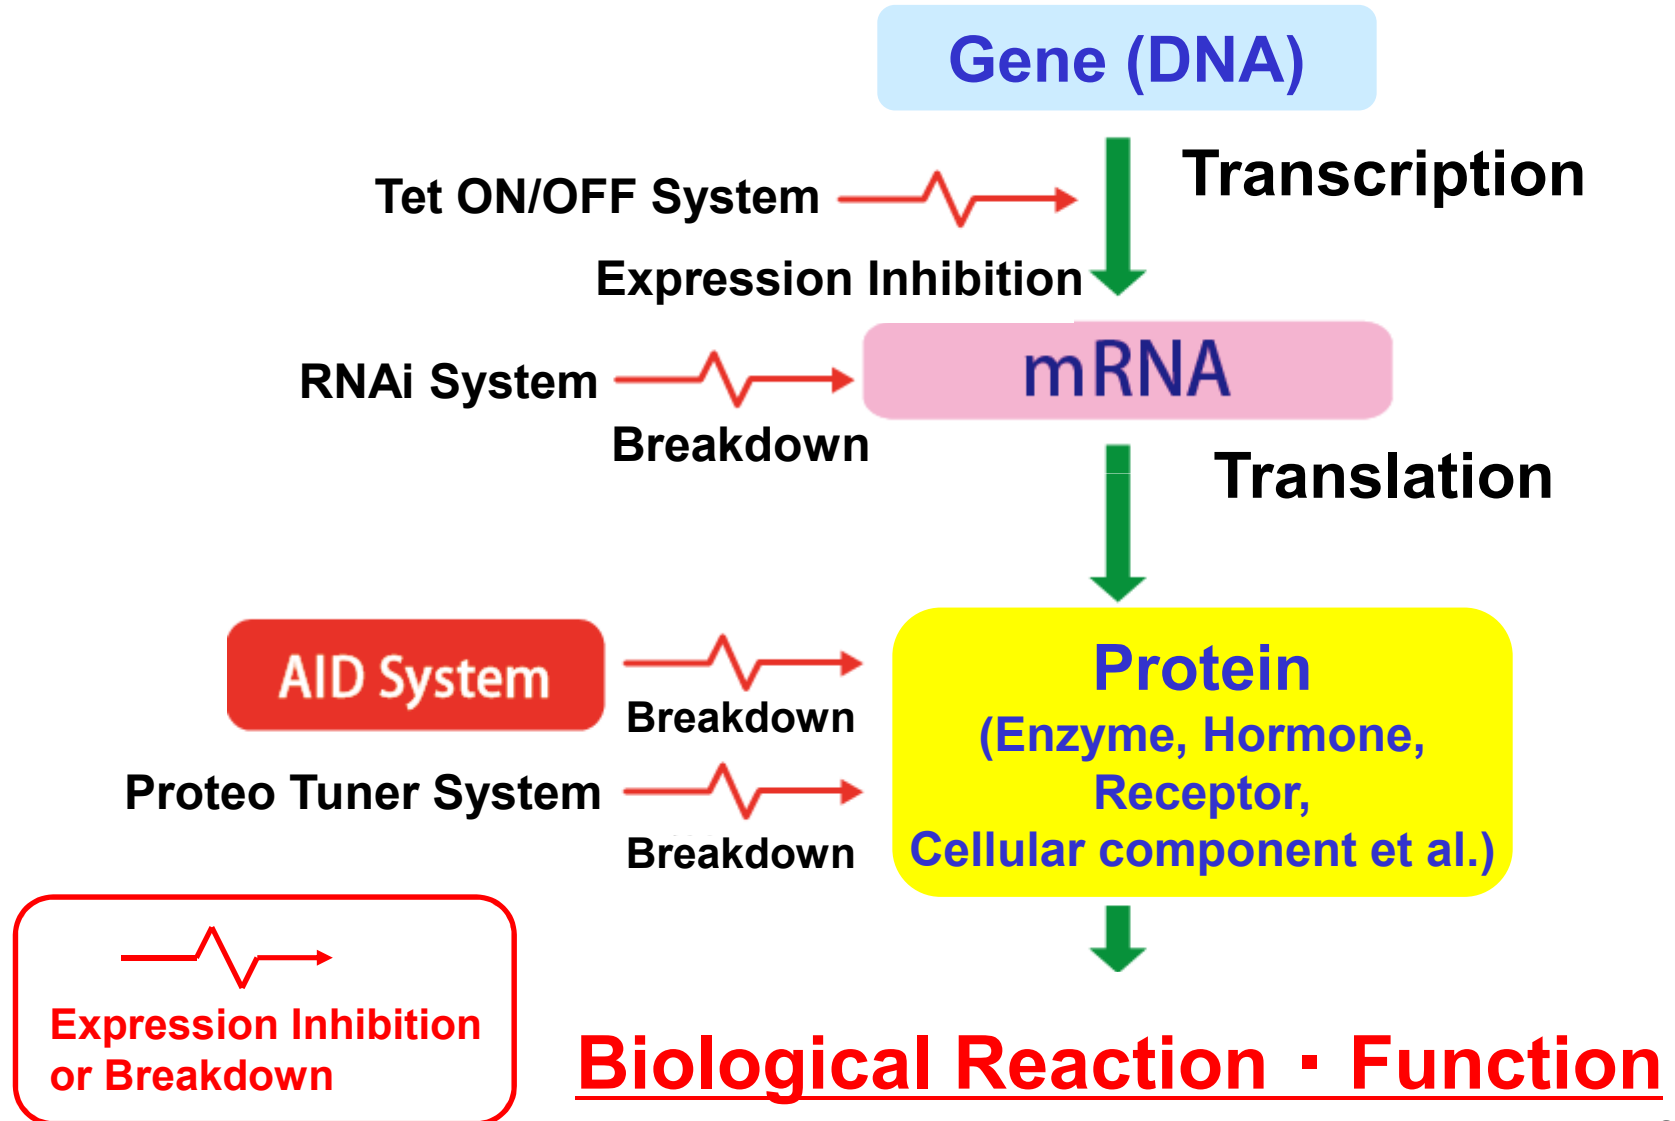 Gene (DNA)
Transcription
Tet ON/OFF System
Expression Inhibition
mRNA
RNAi System
Breakdown
Translation
AID System
Breakdown
Protein
(Enzyme, Hormone,
Receptor,
Cellular component et al.)
Proteo Tuner System
Breakdown
Expression Inhibition
or Breakdown
Biological Reaction・Function